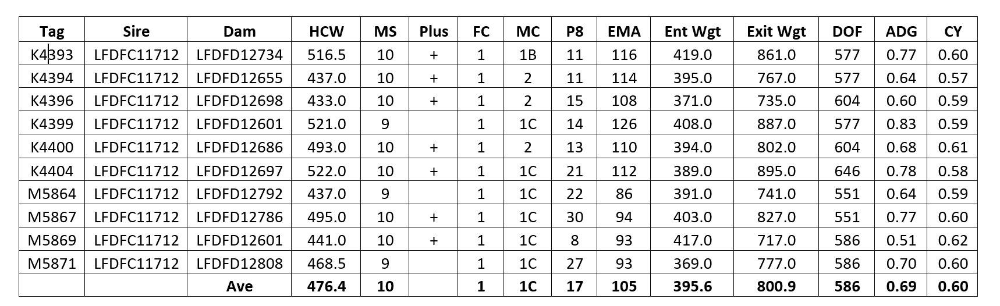 Tag Sire Dam HCW MS Plus FC MC P8 EMA Ent Wgt Exit Wgt DOF ADG CY
K4393 LFDFC11712 LFDFD12734 516.5 10 + 1 1B 11 116 419.0 861.0 577 0.77 0.60
K4394 LFDFC11712 LFDFD12655 437.0 10 + 1 2 11 114 395.0 767.0 577 0.64 0.57
K4396 LFDFC11712 LFDFD12698 433.0 10 + 1 2 15 108 371.0 735.0 604 0.60 0.59
K4399 LFDFC11712 LFDFD12601 521.0 9 1 1C 14 126 408.0 887.0 577 0.83 0.59
K4400 LFDFC11712 LFDFD12686 493.0 10 + 1 2 13 110 394.0 802.0 604 0.68 0.61
K4404 LFDFC11712 LFDFD12697 522.0 10 + 1 1C 21 112 389.0 895.0 646 0.78 0.58
M5864 LFDFC11712 LFDFD12792 437.0 9 1 1C 22 86 391.0 741.0 551 0.64 0.59
M5867 LFDFC11712 LFDFD12786 495.0 10 + 1 1C 30 94 403.0 827.0 551 0.77 0.60
M5869 LFDFC11712 LFDFD12601 441.0 10 + 1 1C 8 93 417.0 717.0 586 0.51 0.62
M5871 LFDFC11712 LFDFD12808 468.5 9 1 1C 27 93 369.0 777.0 586 0.70 0.60
Ave 476.4 10 1 1C 17 105 395.6 800.9 586 0.69 0.60